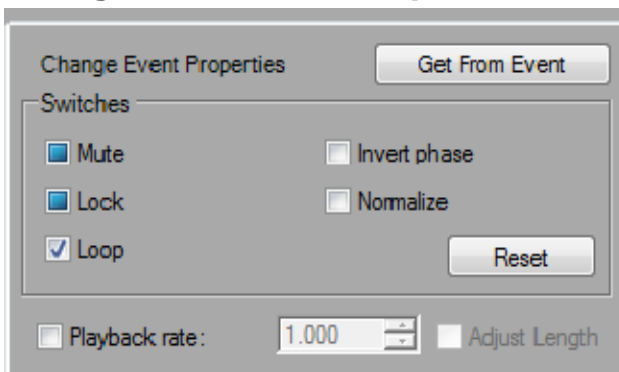 Change Event Properties Get From Event
Switches
Mute Invert phase
Lock Normalize
Loop Reset
Playback rate: 1.000 Adjust Length